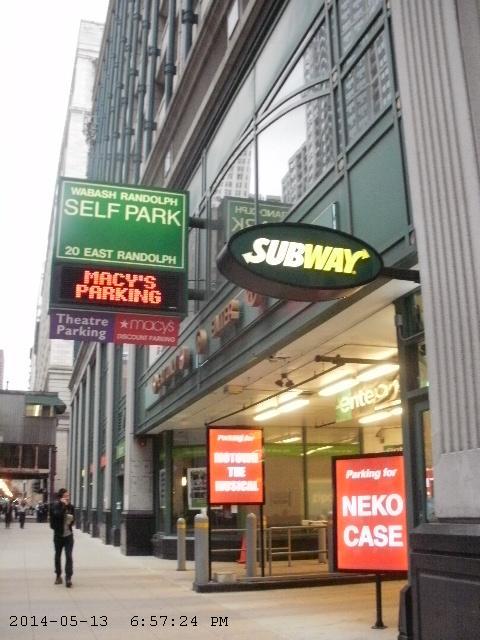 WABASH RANDOLPH
SELF PARK
20 EAST RANDOLPH
MACY'S
PARKING
Theatre
Parking
★macy's
DISCOUNT PARKING
SUBWAY
Parking for
MOTOWN
THE
MUSICAL
Parking for
NEKO
CASE
2014-05-13 6:57:24 PM